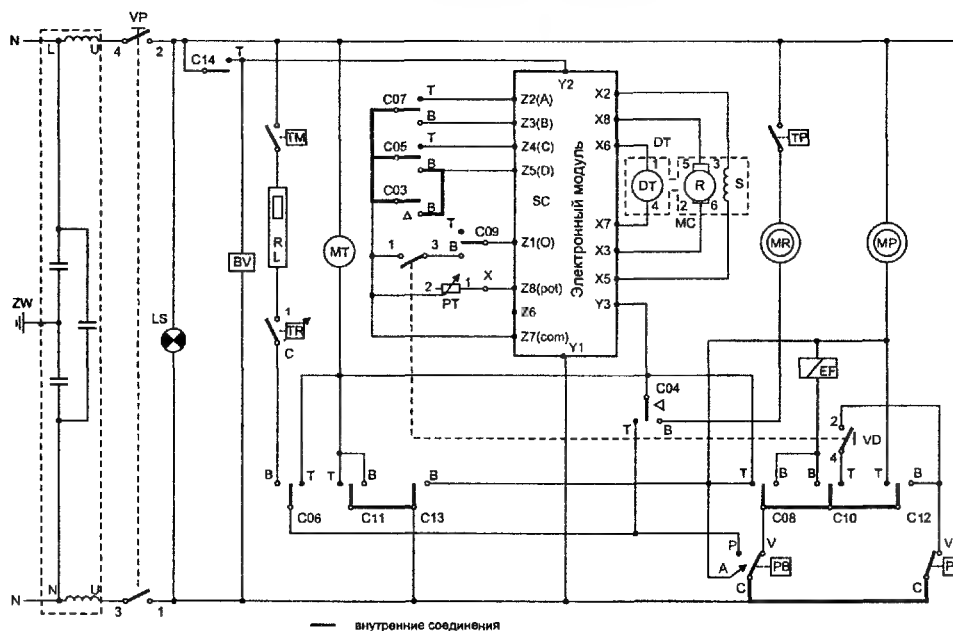 N L U 4 VP 2
C14 T
Y2
C07 T Z2(A) X2
B Z3(B) X8
C05 T Z4(C) X6 DT
B Z5(D)
C03 SC
Δ B
TM TP
1 5 3
DT R S
4 2 6
MC
Электронный модуль
RL
BV
MT
T C09 Z1(O) X7
1 3 B X3
MR MP
2 1 X Z8(pot) X5
PT
Z6 Y3
Z7(com) Y1
ZW
LS
1
TR
C
EF
C04
T B
2
VD
4
B T T B B T B B T T B
C06 C11 C13 C08 C10 C12
P V V
A PB P
C C
N N U 3 1
внутренние соединения